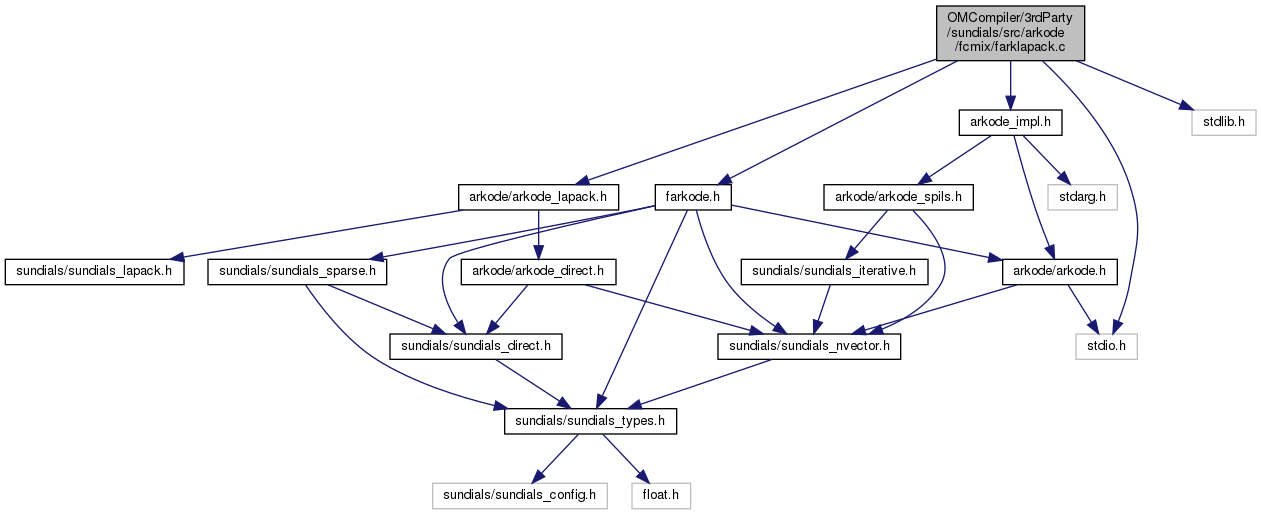 OMCompiler/3rdParty
/sundials/src/arkode
/fcmix/farklapack.c
arkode_impl.h
stdlib.h
arkode/arkode_lapack.h
farkode.h
arkode/arkode_spils.h
stdarg.h
sundials/sundials_lapack.h
sundials/sundials_sparse.h
arkode/arkode_direct.h
sundials/sundials_iterative.h
arkode/arkode.h
sundials/sundials_direct.h
sundials/sundials_nvector.h
stdio.h
sundials/sundials_types.h
sundials/sundials_config.h
float.h